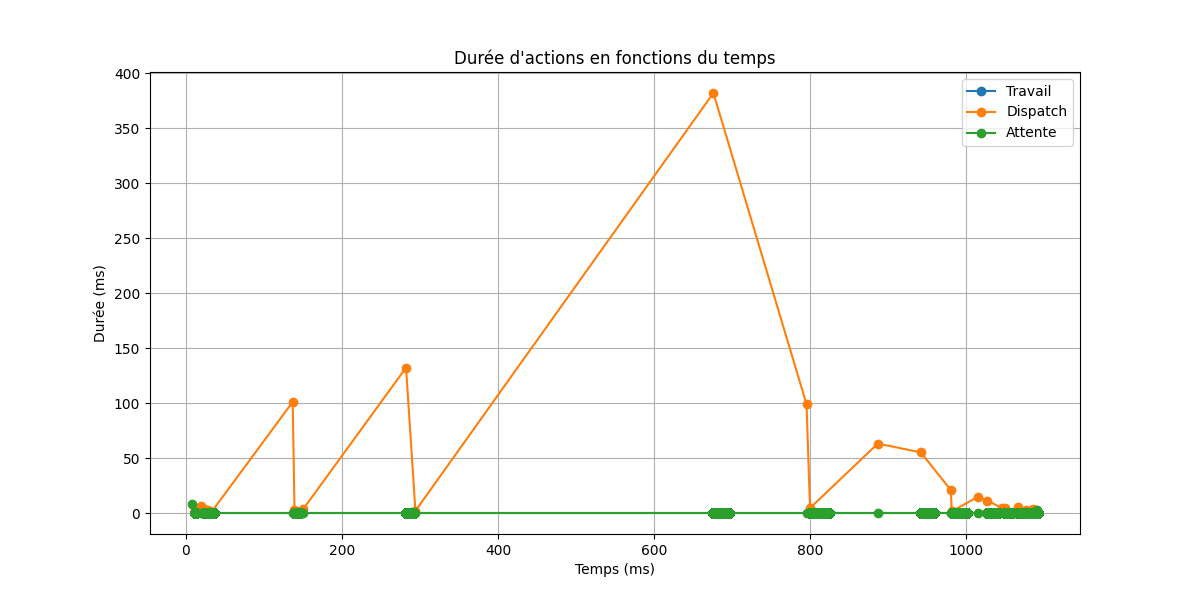 Durée d'actions en fonctions du temps
Durée (ms)
400
350
300
250
200
150
100
50
0
Travail
Dispatch
Attente
0 200 400 600 800 1000
Temps (ms)